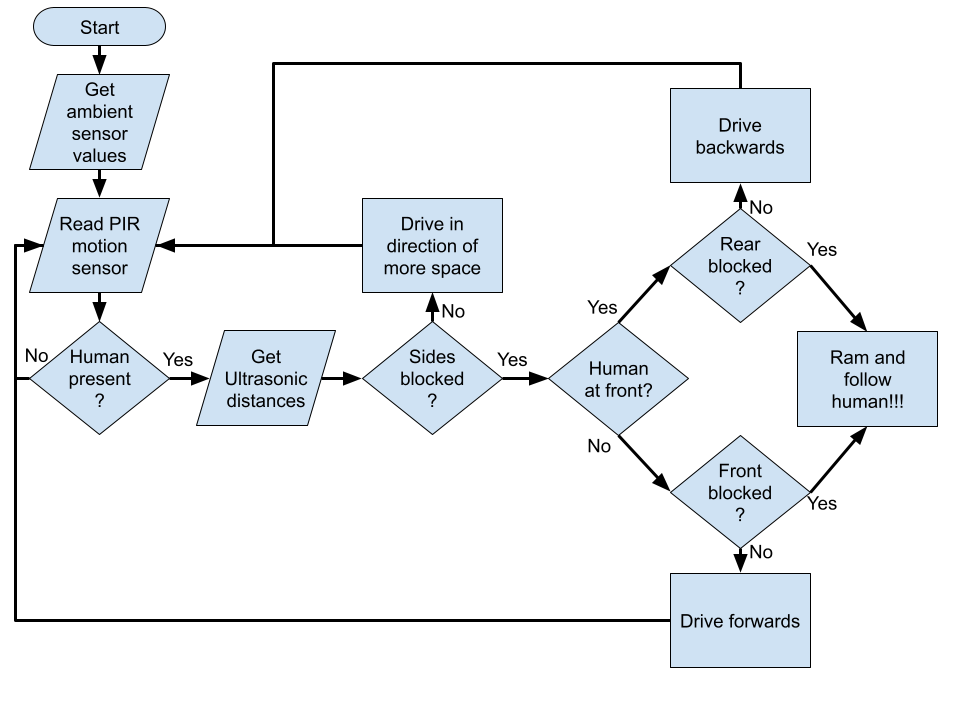 Start
Get
ambient
sensor
values
Read PIR
motion
sensor
No
Human
present
?
Yes
Get
Ultrasonic
distances
Drive in
direction of
more space
No
Sides
blocked
?
Yes
Human
at front?
Yes
No
Drive
backwards
No
Rear
blocked
?
Yes
Ram and
follow
human!!!
Front
blocked
?
Yes
No
Drive forwards